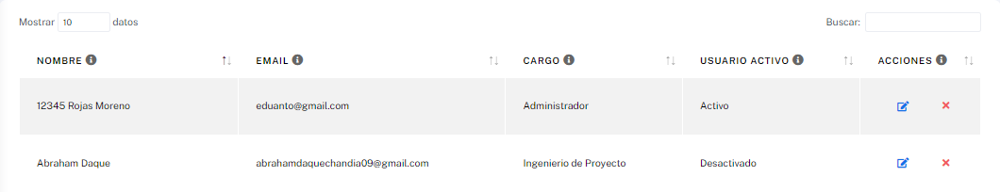 Mostrar 10 datos Buscar:
NOMBRE EMAIL CARGO USUARIO ACTIVO ACCIONES
12345 Rojas Moreno eduanto@gmail.com Administrador Activo
Abraham Daque abrahamdaquechandia09@gmail.com Ingenierio de Proyecto Desactivado